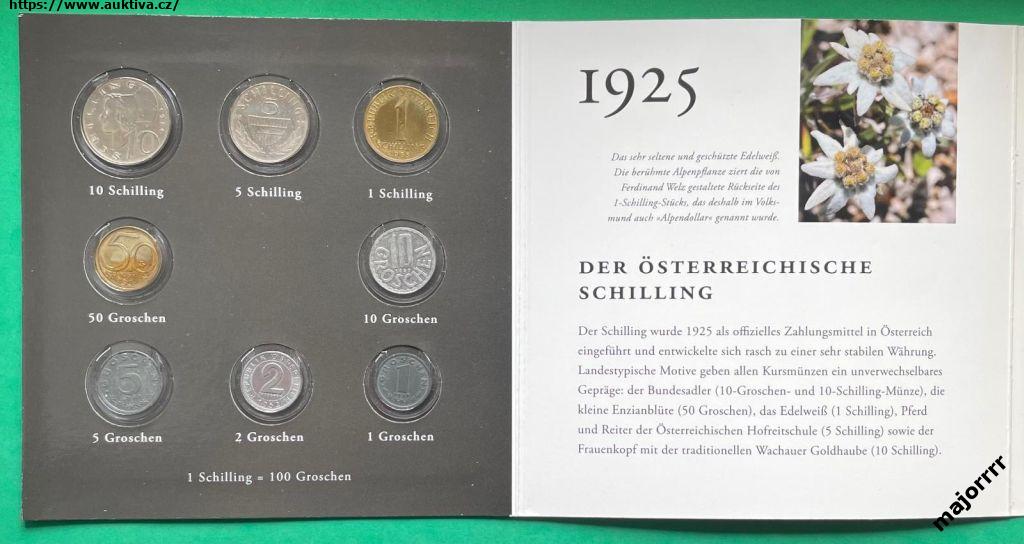 https://www.auktiva.cz/
10 Schilling
5 Schilling
1 Schilling
50 Groschen
10 Groschen
5 Groschen
2 Groschen
1 Groschen
1 Schilling = 100 Groschen
1925
Das sehr seltene und geschützte Edelweiß.
Die berühmte Alpenpflanze ziert die von
Ferdinand Welz gestaltete Rückseite des
1-Schilling-Stücks, das deshalb im Volks-
mund auch »Alpendollar« genannt wurde.
DER ÖSTERREICHISCHE
SCHILLING
Der Schilling wurde 1925 als offizielles Zahlungsmittel in Österreich
eingeführt und entwickelte sich rasch zu einer sehr stabilen Währung.
Landestypische Motive geben allen Kursmünzen ein unverwechselbares
Gepräge: der Bundesadler (10-Groschen- und 10-Schilling-Münze), die
kleine Enzianblüte (50 Groschen), das Edelweiß (1 Schilling), Pferd
und Reiter der Österreichischen Hofreitschule (5 Schilling) sowie der
Frauenkopf mit der traditionellen Wachauer Goldhaube (10 Schilling).
majorrrr